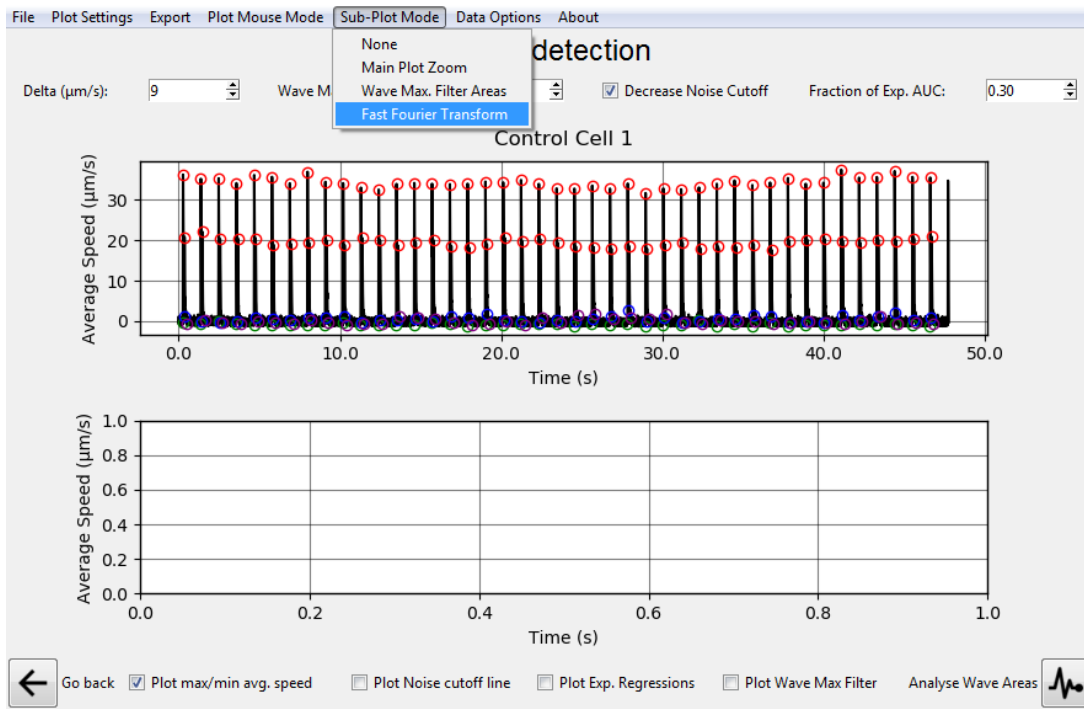 File Plot Settings Export Plot Mouse Mode Sub-Plot Mode Data Options About
None
Main Plot Zoom
Wave Max. Filter Areas
Fast Fourier Transform
detection
Delta (µm/s): 9 Wave M Decrease Noise Cutoff Fraction of Exp. AUC: 0.30
Control Cell 1
Average Speed (µm/s)
30
20
10
0
0.0 10.0 20.0 30.0 40.0 50.0
Time (s)
Average Speed (µm/s)
1.0
0.8
0.6
0.4
0.2
0.0
0.0 0.2 0.4 0.6 0.8 1.0
Time (s)
Go back Plot max/min avg. speed Plot Noise cutoff line Plot Exp. Regressions Plot Wave Max Filter Analyse Wave Areas